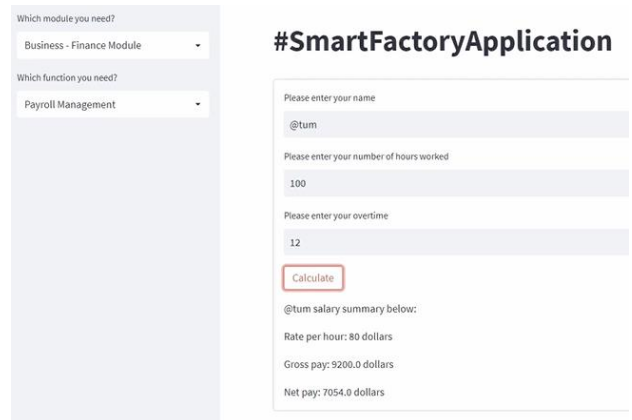 Which module you need?
Business - Finance Module
Which function you need?
Payroll Management
#SmartFactoryApplication
Please enter your name
@tum
Please enter your number of hours worked
100
Please enter your overtime
12
Calculate
@tum salary summary below:
Rate per hour: 80 dollars
Gross pay: 9200.0 dollars
Net pay: 7054.0 dollars